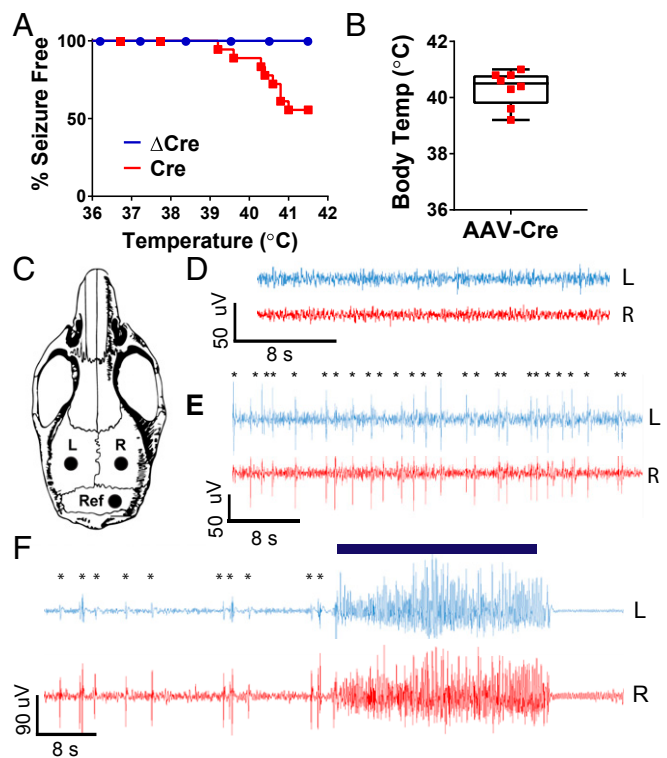 A
% Seizure Free
100
50
0
ΔCre
Cre
36 37 38 39 40 41 42
Temperature (°C)
B
Body Temp (°C)
42
40
38
36
AAV-Cre
C
L R
Ref
D
L
R
50 uV
8 s
E
* * ** * * * * * * * * * * * ** ** * * * * **
L
R
50 uV
8 s
F
* * * * * * * * * *
L
R
90 uV
8 s